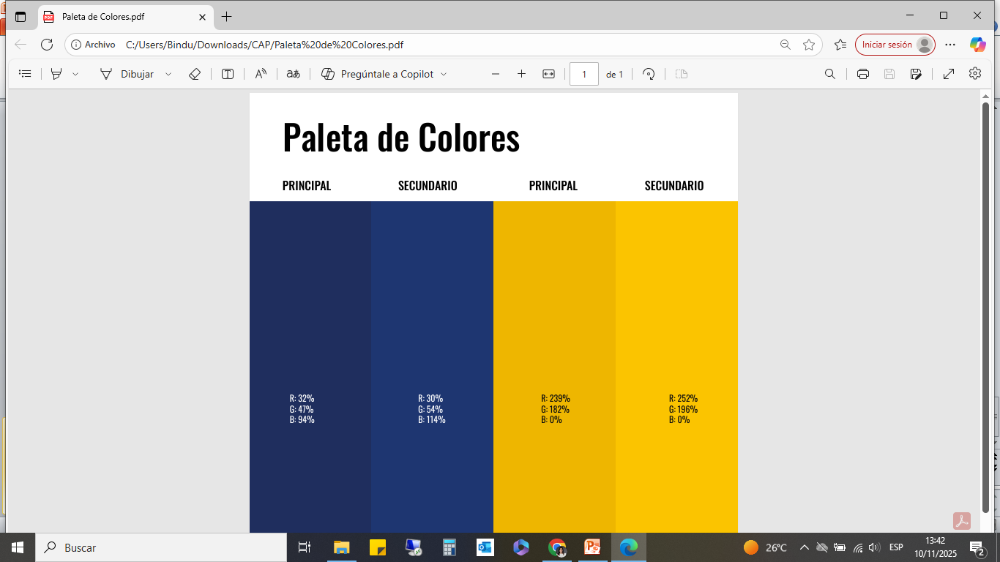 Paleta de Colores.pdf
Archivo
C:/Users/Bindu/Downloads/CAP/Paleta%20de%20Colores.pdf
Iniciar sesión
Dibujar
Pregúntale a Copilot
1
de 1
Paleta de Colores
PRINCIPAL
SECUNDARIO
PRINCIPAL
SECUNDARIO
R: 32%
G: 47%
B: 94%
R: 30%
G: 54%
B: 114%
R: 239%
G: 182%
B: 0%
R: 252%
G: 196%
B: 0%
Buscar
26°C
ESP
13:42
10/11/2025
2